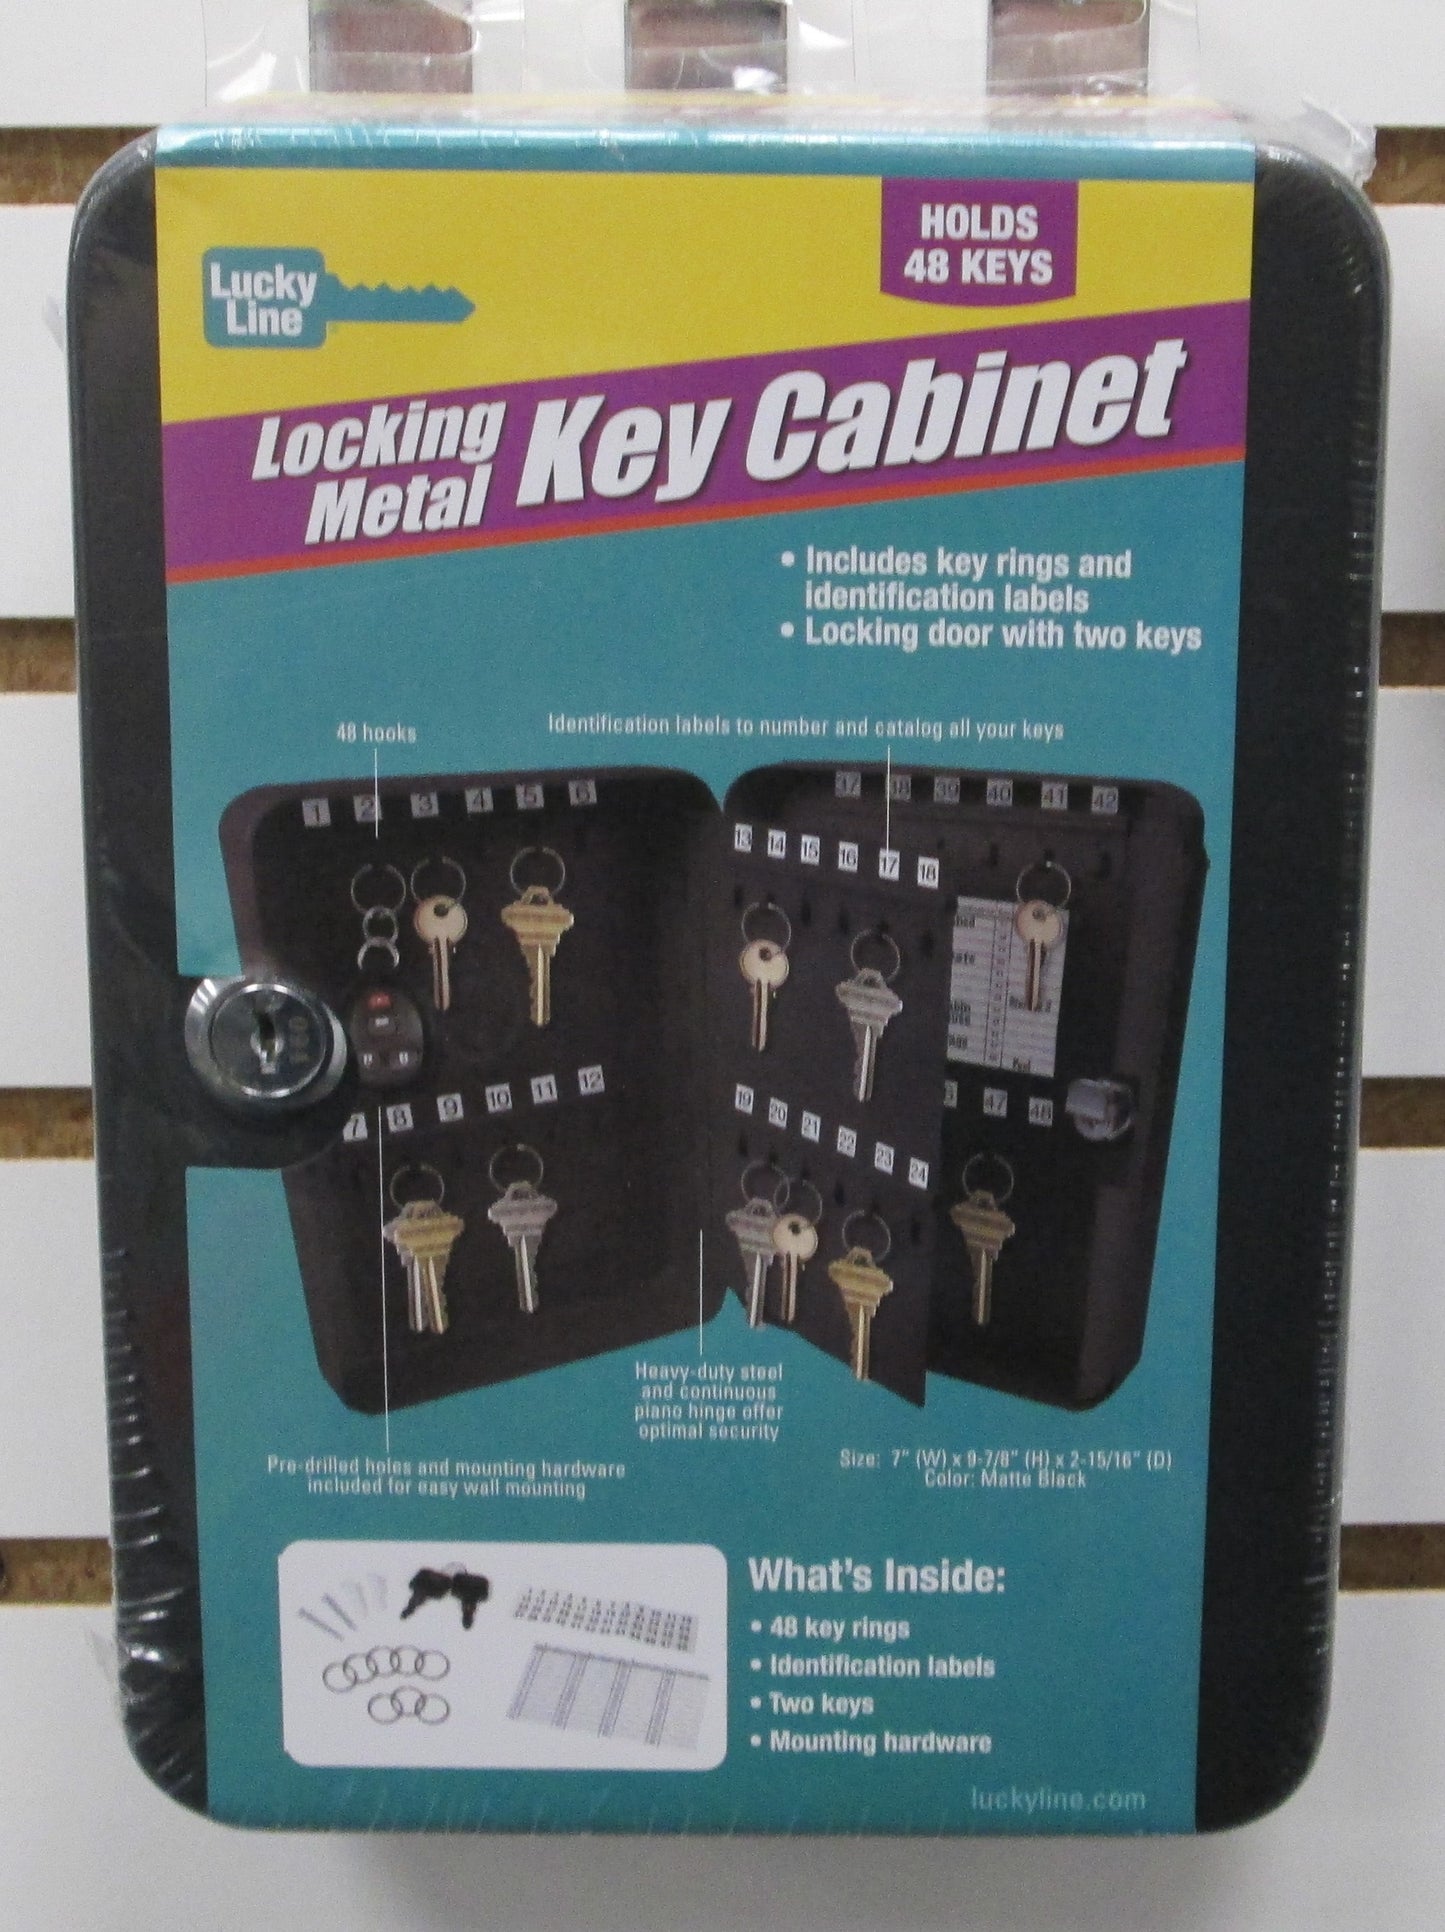 HOLDS
48 KEYS
Lucky
Line
Locking
Metal
Key Cabinet
• Includes key rings and
identification labels
• Locking door with two keys
48 hooks
Identification labels to number and catalog all your keys
1 2 3 4 5 6
37 38 39 40 41 42
13 14 15 16 17 18
7 8 9 10 11 12
19 20 21 22 23 24
47 48
Heavy-duty steel
and continuous
piano hinge offer
optimal security
Pre-drilled holes and mounting hardware
included for easy wall mounting
Size: 7" (W) x 9-7/8" (H) x 2-15/16" (D)
Color: Matte Black
What's Inside:
• 48 key rings
• Identification labels
• Two keys
• Mounting hardware
luckyline.com